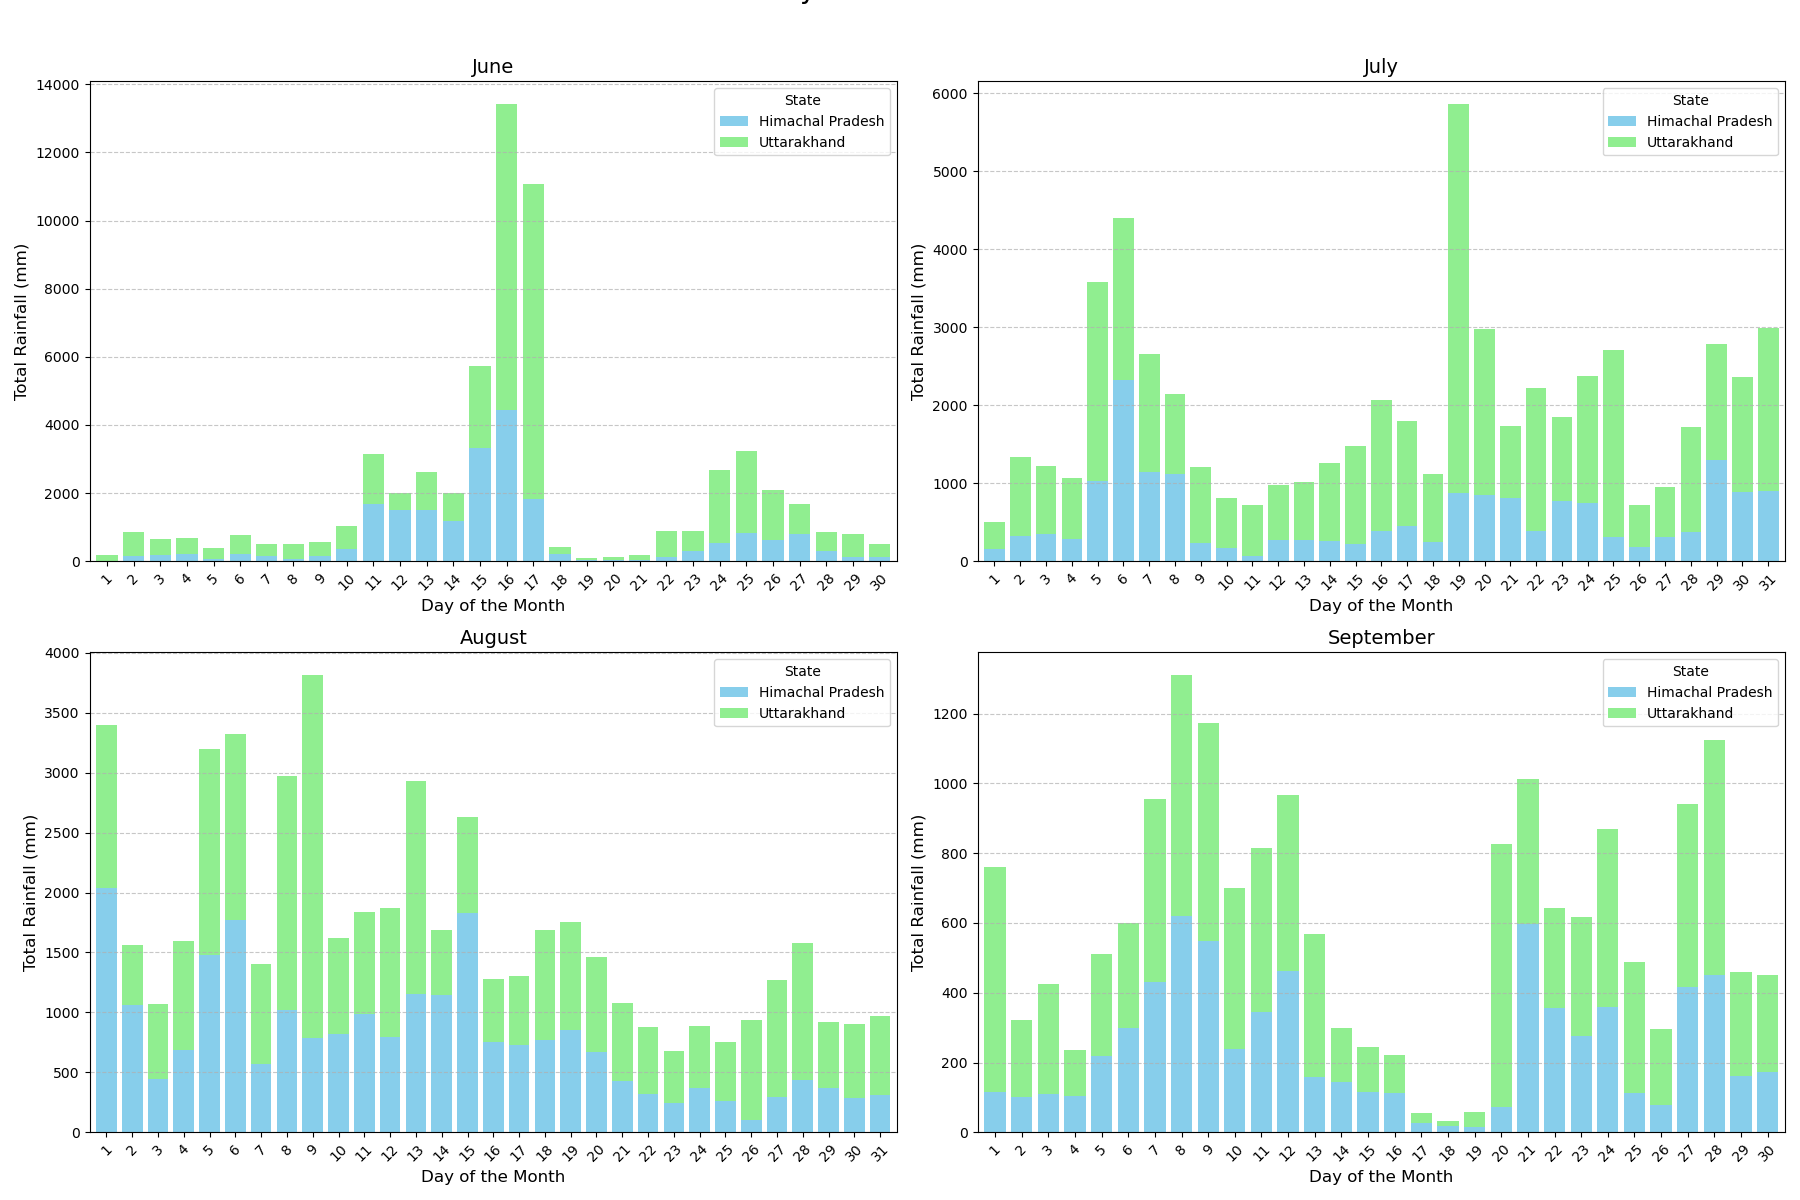 June
14000
12000
10000
8000
6000
4000
2000
0
Total Rainfall (mm)
State
Himachal Pradesh
Uttarakhand
1 2 3 4 5 6 7 8 9 10 11 12 13 14 15 16 17 18 19 20 21 22 23 24 25 26 27 28 29 30
Day of the Month
July
6000
5000
4000
3000
2000
1000
0
Total Rainfall (mm)
State
Himachal Pradesh
Uttarakhand
1 2 3 4 5 6 7 8 9 10 11 12 13 14 15 16 17 18 19 20 21 22 23 24 25 26 27 28 29 30 31
Day of the Month
August
4000
3500
3000
2500
2000
1500
1000
500
0
Total Rainfall (mm)
State
Himachal Pradesh
Uttarakhand
1 2 3 4 5 6 7 8 9 10 11 12 13 14 15 16 17 18 19 20 21 22 23 24 25 26 27 28 29 30 31
Day of the Month
September
1200
1000
800
600
400
200
0
Total Rainfall (mm)
State
Himachal Pradesh
Uttarakhand
1 2 3 4 5 6 7 8 9 10 11 12 13 14 15 16 17 18 19 20 21 22 23 24 25 26 27 28 29 30
Day of the Month